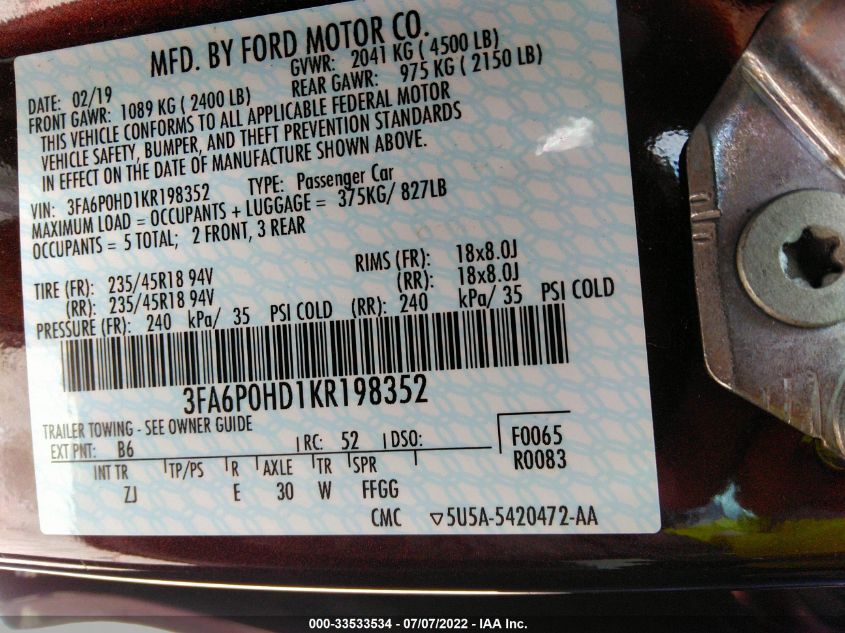 MFD. BY FORD MOTOR CO.
DATE: 02/19 GVWR: 2041 KG ( 4500 LB)
FRONT GAWR: 1089 KG ( 2400 LB) REAR GAWR: 975 KG ( 2150 LB)
THIS VEHICLE CONFORMS TO ALL APPLICABLE FEDERAL MOTOR
VEHICLE SAFETY, BUMPER, AND THEFT PREVENTION STANDARDS
IN EFFECT ON THE DATE OF MANUFACTURE SHOWN ABOVE.
VIN: 3FA6P0HD1KR198352 TYPE: Passenger Car
MAXIMUM LOAD = OCCUPANTS + LUGGAGE = 375KG/ 827LB
OCCUPANTS = 5 TOTAL; 2 FRONT, 3 REAR
TIRE (FR): 235/45R18 94V RIMS (FR): 18x8.0J
(RR): 235/45R18 94V (RR): 18x8.0J
PRESSURE (FR): 240 kPa/ 35 PSI COLD (RR): 240 kPa/ 35 PSI COLD
3FA6P0HD1KR198352
TRAILER TOWING - SEE OWNER GUIDE
EXT PNT: B6 RC: 52 DSO: F0065
R0083
INT TR TP/PS R AXLE TR SPR
ZJ E 30 W FFGG
CMC ▽5U5A-5420472-AA
000-33533534 - 07/07/2022 - IAA Inc.